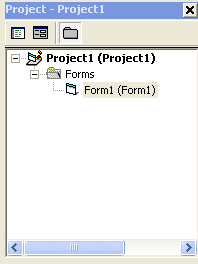 Project - Project1
Project1 (Project1)
Forms
Form1 (Form1)